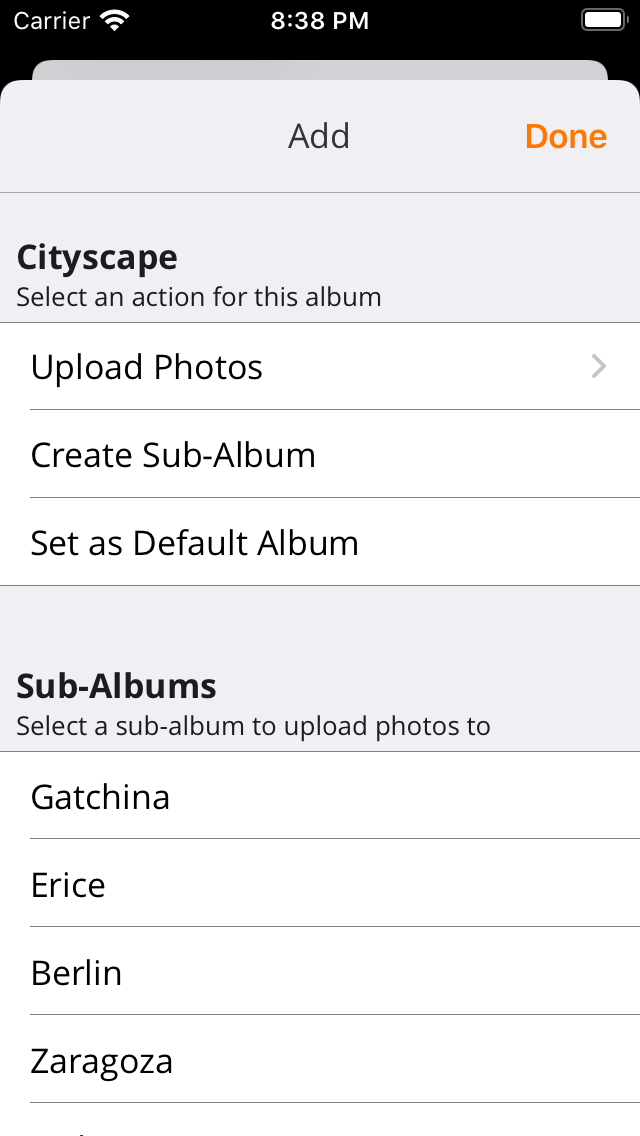 Carrier 8:38 PM
Add Done
Cityscape
Select an action for this album
Upload Photos
Create Sub-Album
Set as Default Album
Sub-Albums
Select a sub-album to upload photos to
Gatchina
Erice
Berlin
Zaragoza